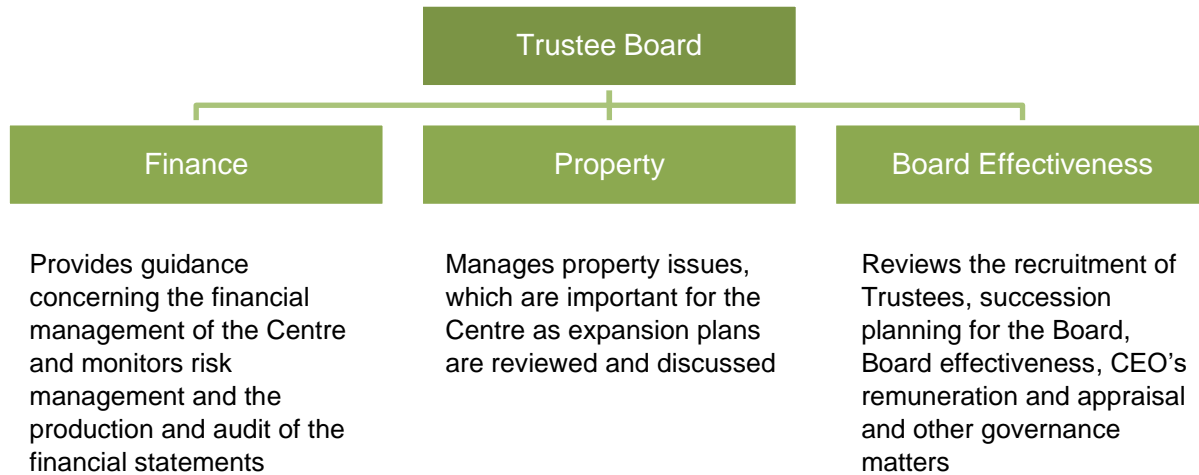 Trustee Board
Finance
Property
Board Effectiveness
Provides guidance
concerning the financial
management of the Centre
and monitors risk
management and the
production and audit of the
financial statements
Manages property issues,
which are important for the
Centre as expansion plans
are reviewed and discussed
Reviews the recruitment of
Trustees, succession
planning for the Board,
Board effectiveness, CEO’s
remuneration and appraisal
and other governance
matters